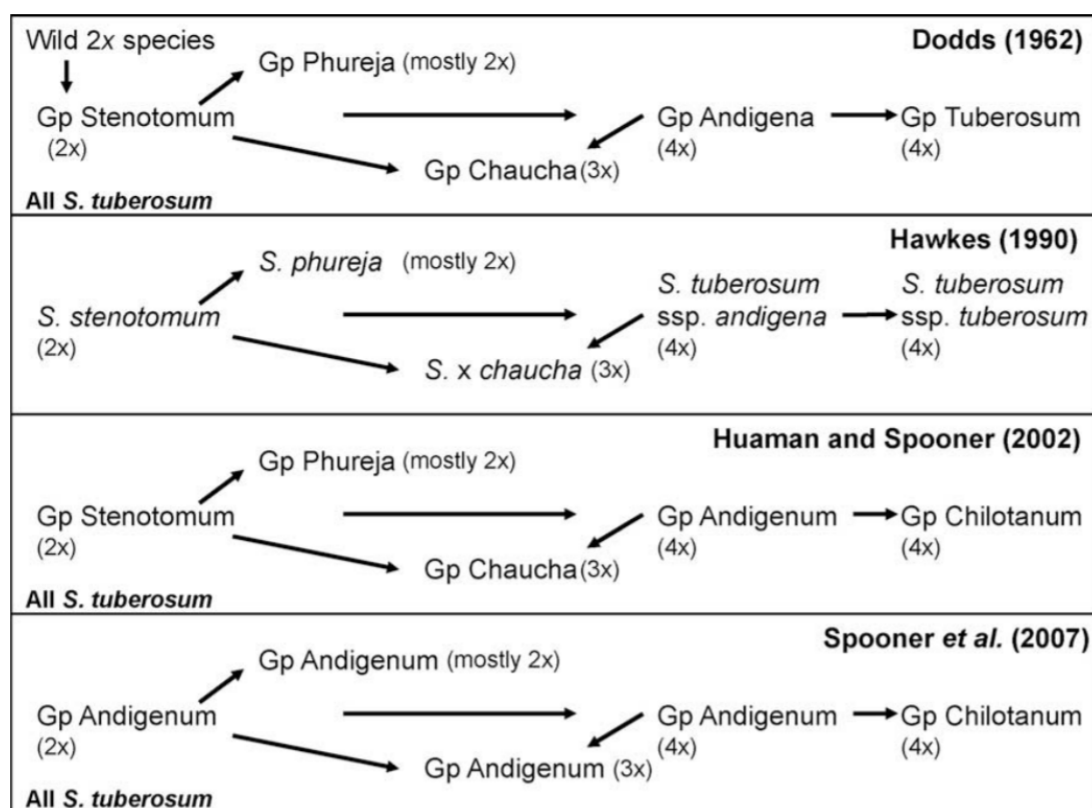 Wild 2x species
Dodds (1962)
Gp Phureja (mostly 2x)
Gp Stenotomum
(2x)
Gp Andigena
(4x)
Gp Tuberosum
(4x)
Gp Chaucha (3x)
All S. tuberosum
Hawkes (1990)
S. phureja (mostly 2x)
S. stenotomum
(2x)
S. tuberosum
ssp. andigena
(4x)
S. tuberosum
ssp. tuberosum
(4x)
S. x chaucha (3x)
Huaman and Spooner (2002)
Gp Phureja (mostly 2x)
Gp Stenotomum
(2x)
Gp Andigenum
(4x)
Gp Chilotanum
(4x)
Gp Chaucha (3x)
All S. tuberosum
Spooner et al. (2007)
Gp Andigenum (mostly 2x)
Gp Andigenum
(2x)
Gp Andigenum
(4x)
Gp Chilotanum
(4x)
Gp Andigenum (3x)
All S. tuberosum